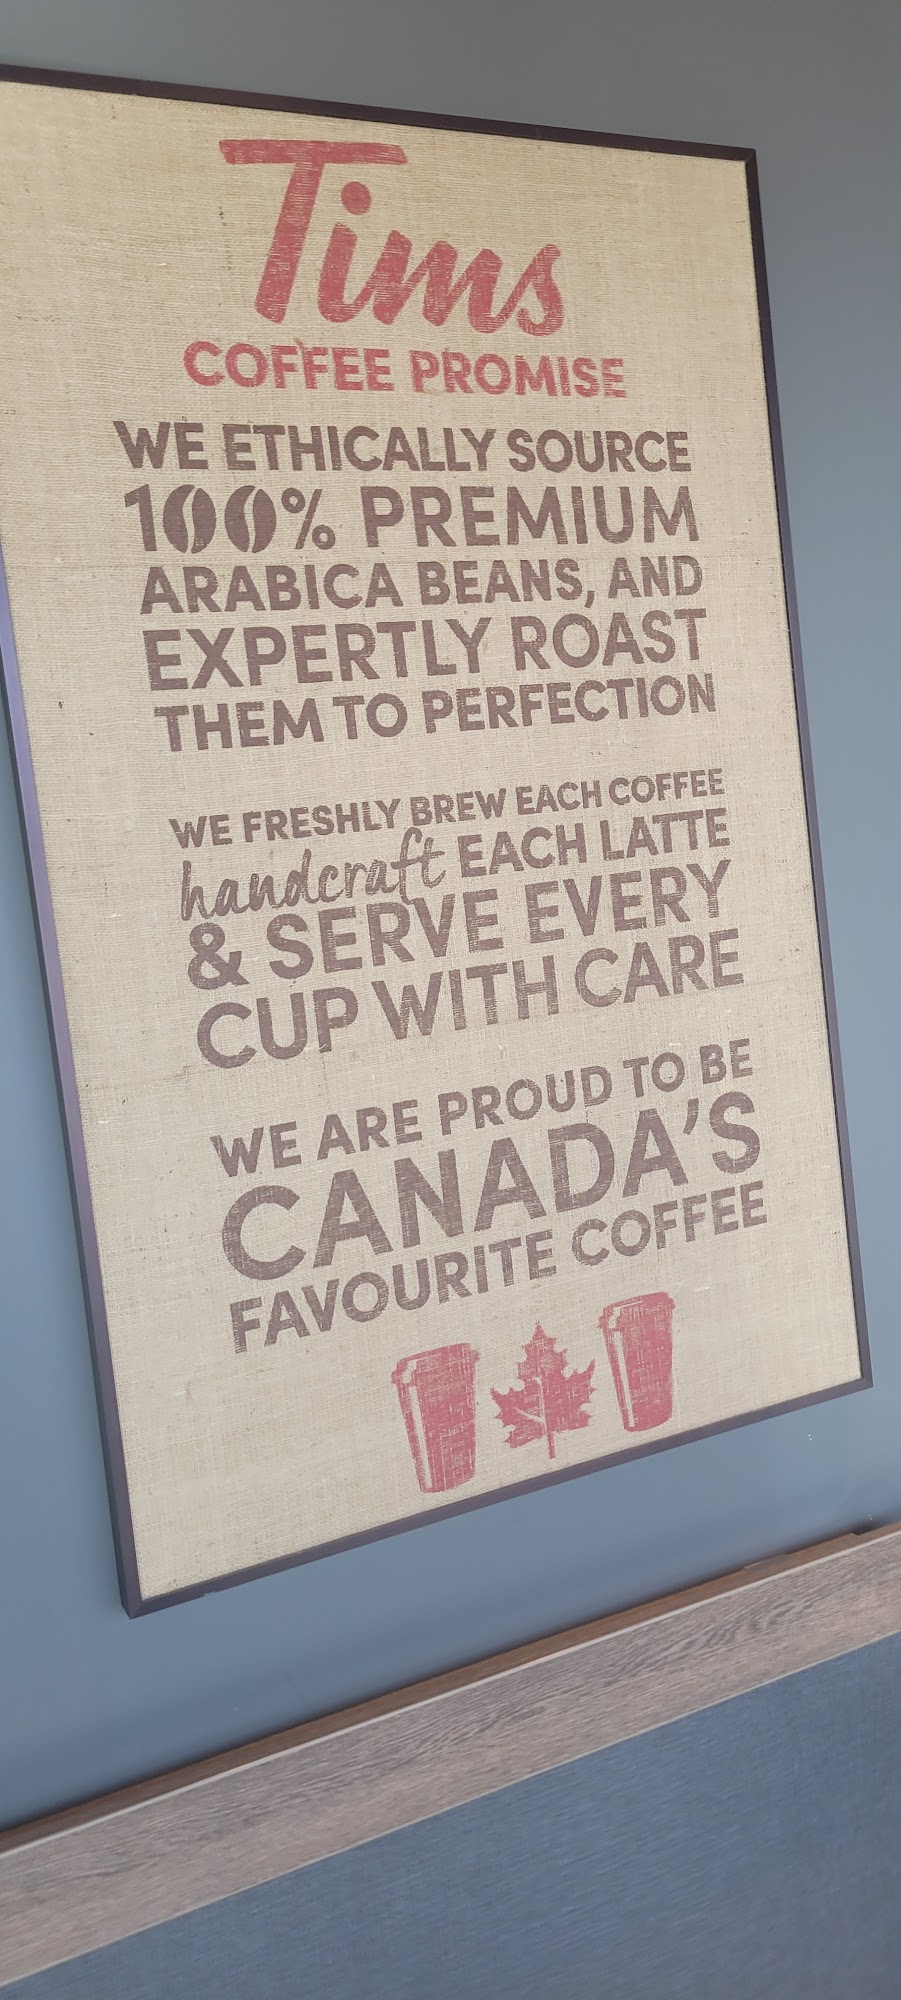 Tims
COFFEE PROMISE
WE ETHICALLY SOURCE
100% PREMIUM
ARABICA BEANS, AND
EXPERTLY ROAST
THEM TO PERFECTION
WE FRESHLY BREW EACH COFFEE
handcraft EACH LATTE
& SERVE EVERY
CUP WITH CARE
WE ARE PROUD TO BE
CANADA'S
FAVOURITE COFFEE